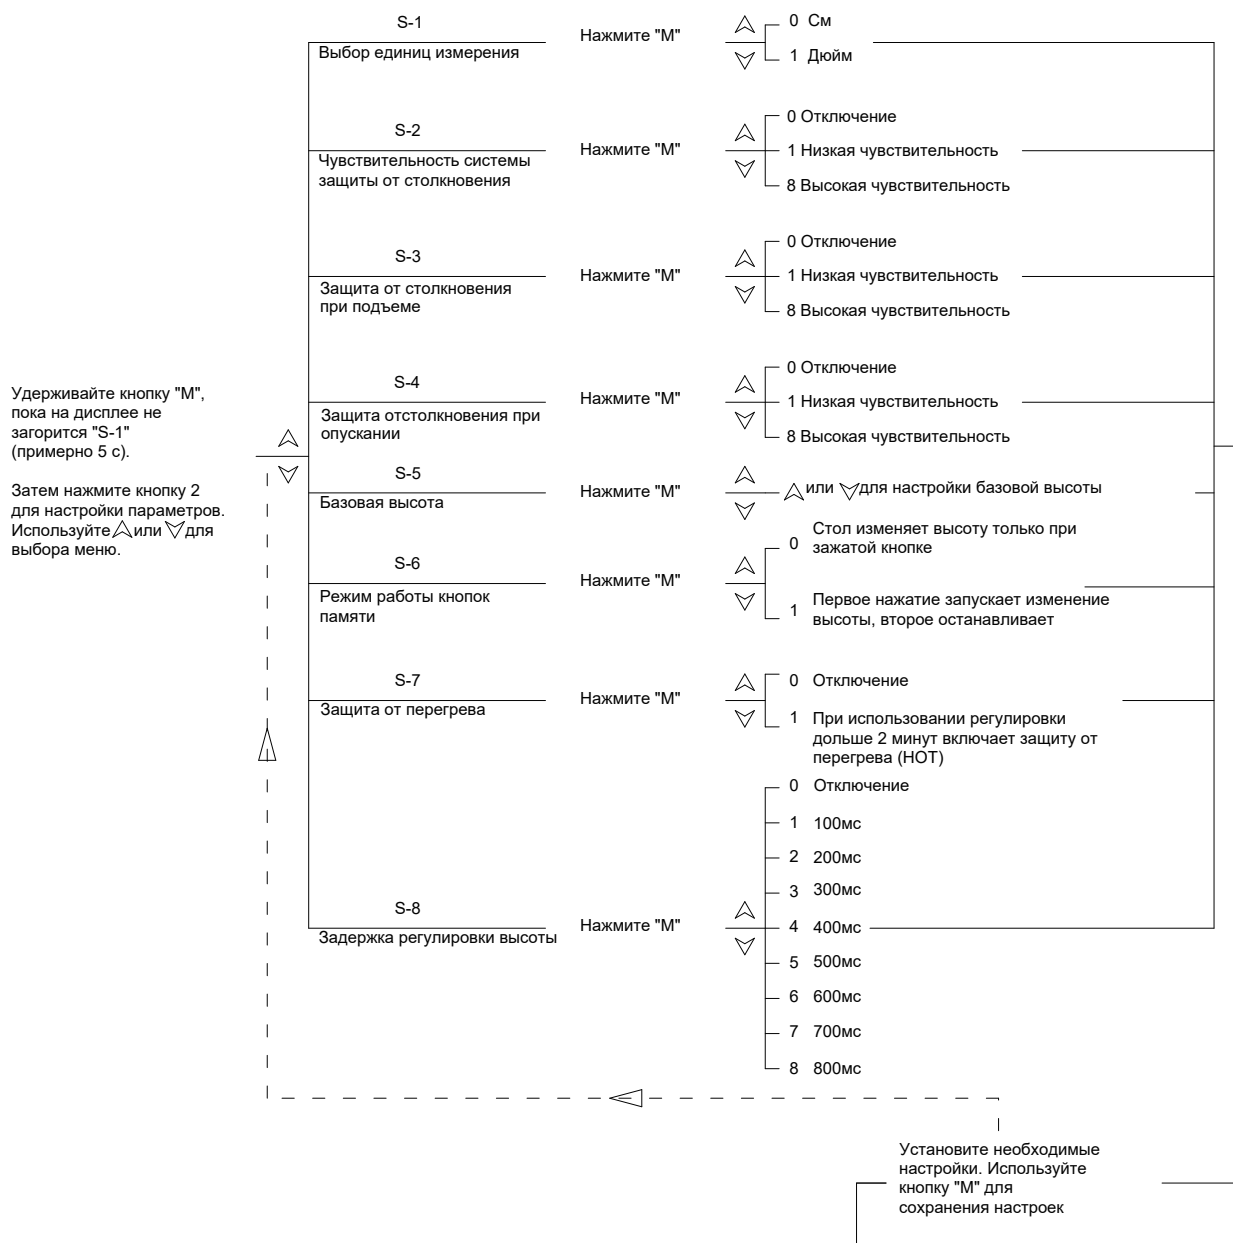 S-1
Выбор единиц измерения
Нажмите "М"
0 См
1 Дюйм
S-2
Чувствительность системы
защиты от столкновения
Нажмите "М"
0 Отключение
1 Низкая чувствительность
8 Высокая чувствительность
S-3
Защита от столкновения
при подъеме
Нажмите "М"
0 Отключение
1 Низкая чувствительность
8 Высокая чувствительность
Удерживайте кнопку "М",
пока на дисплее не
загорится "S-1"
(примерно 5 с).
Затем нажмите кнопку 2
для настройки параметров.
Используйте или для
выбора меню.
S-4
Защита отстолкновения при
опускании
Нажмите "М"
0 Отключение
1 Низкая чувствительность
8 Высокая чувствительность
S-5
Базовая высота
Нажмите "М"
или для настройки базовой высоты
S-6
Режим работы кнопок
памяти
Нажмите "М"
0 Стол изменяет высоту только при
зажатой кнопке
1 Первое нажатие запускает изменение
высоты, второе останавливает
S-7
Защита от перегрева
Нажмите "М"
0 Отключение
1 При использовании регулировки
дольше 2 минут включает защиту от
перегрева (HOT)
S-8
Задержка регулировки высоты
Нажмите "М"
0 Отключение
1 100мс
2 200мс
3 300мс
4 400мс
5 500мс
6 600мс
7 700мс
8 800мс
Установите необходимые
настройки. Используйте
кнопку "М" для
сохранения настроек